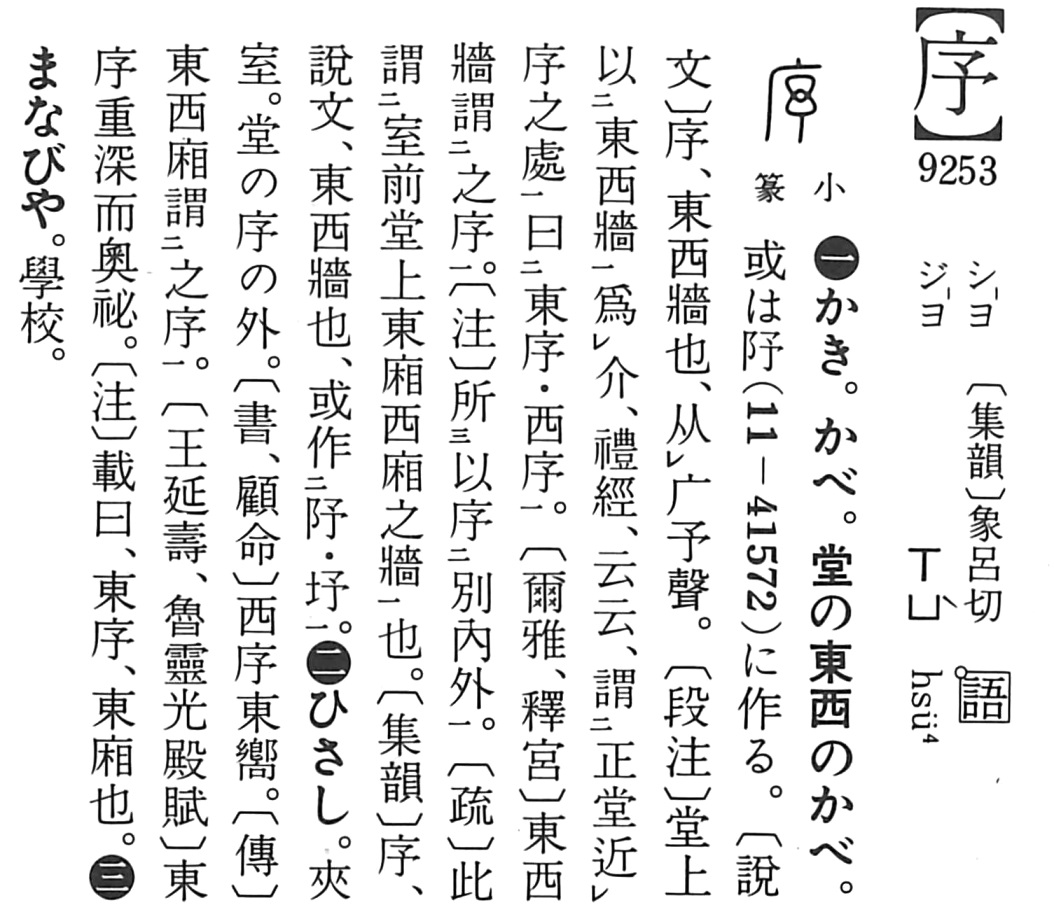 【序】
9253
シヨ
ジヨ
〔集韻〕象呂切
ㄒㄩˋ
語
hsü⁴
小篆
㊀かき。かべ。堂の東西のかべ。
或は㡰(11－41572)に作る。〔說
文〕序、東西牆也、从レ广予聲。〔段注〕堂上
以二東西牆一爲レ介、禮經、云云、謂二正堂近レ
序之處一曰二東序・西序一。〔爾雅、釋宮〕東西
牆謂二之序一。〔注〕所三以序二別內外一。〔疏〕此
謂二室前堂上東廂西廂之牆一也。〔集韻〕序、
說文、東西牆也、或作二㡰・圩一。㊁ひさし。夾
室。堂の序の外。〔書、顧命〕西序東嚮。〔傳〕
東西廂謂二之序一。〔王延壽、魯靈光殿賦〕東
序重深而奧祕。〔注〕載曰、東序、東廂也。㊂
まなびや。學校。